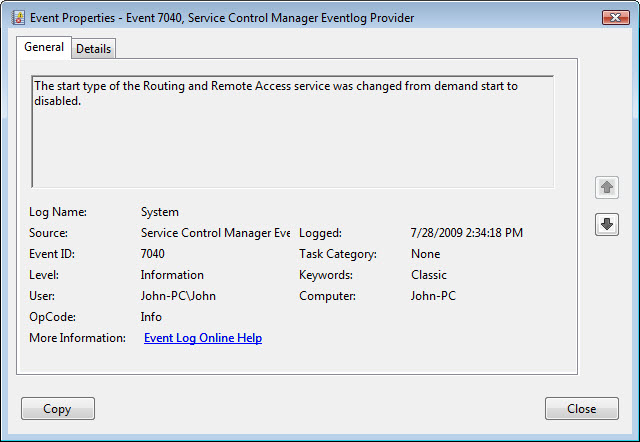 Event Properties - Event 7040, Service Control Manager Eventlog Provider
General Details
The start type of the Routing and Remote Access service was changed from demand start to
disabled.
Log Name: System
Source: Service Control Manager Eve Logged: 7/28/2009 2:34:18 PM
Event ID: 7040 Task Category: None
Level: Information Keywords: Classic
User: John-PC\John Computer: John-PC
OpCode: Info
More Information: Event Log Online Help
Copy Close